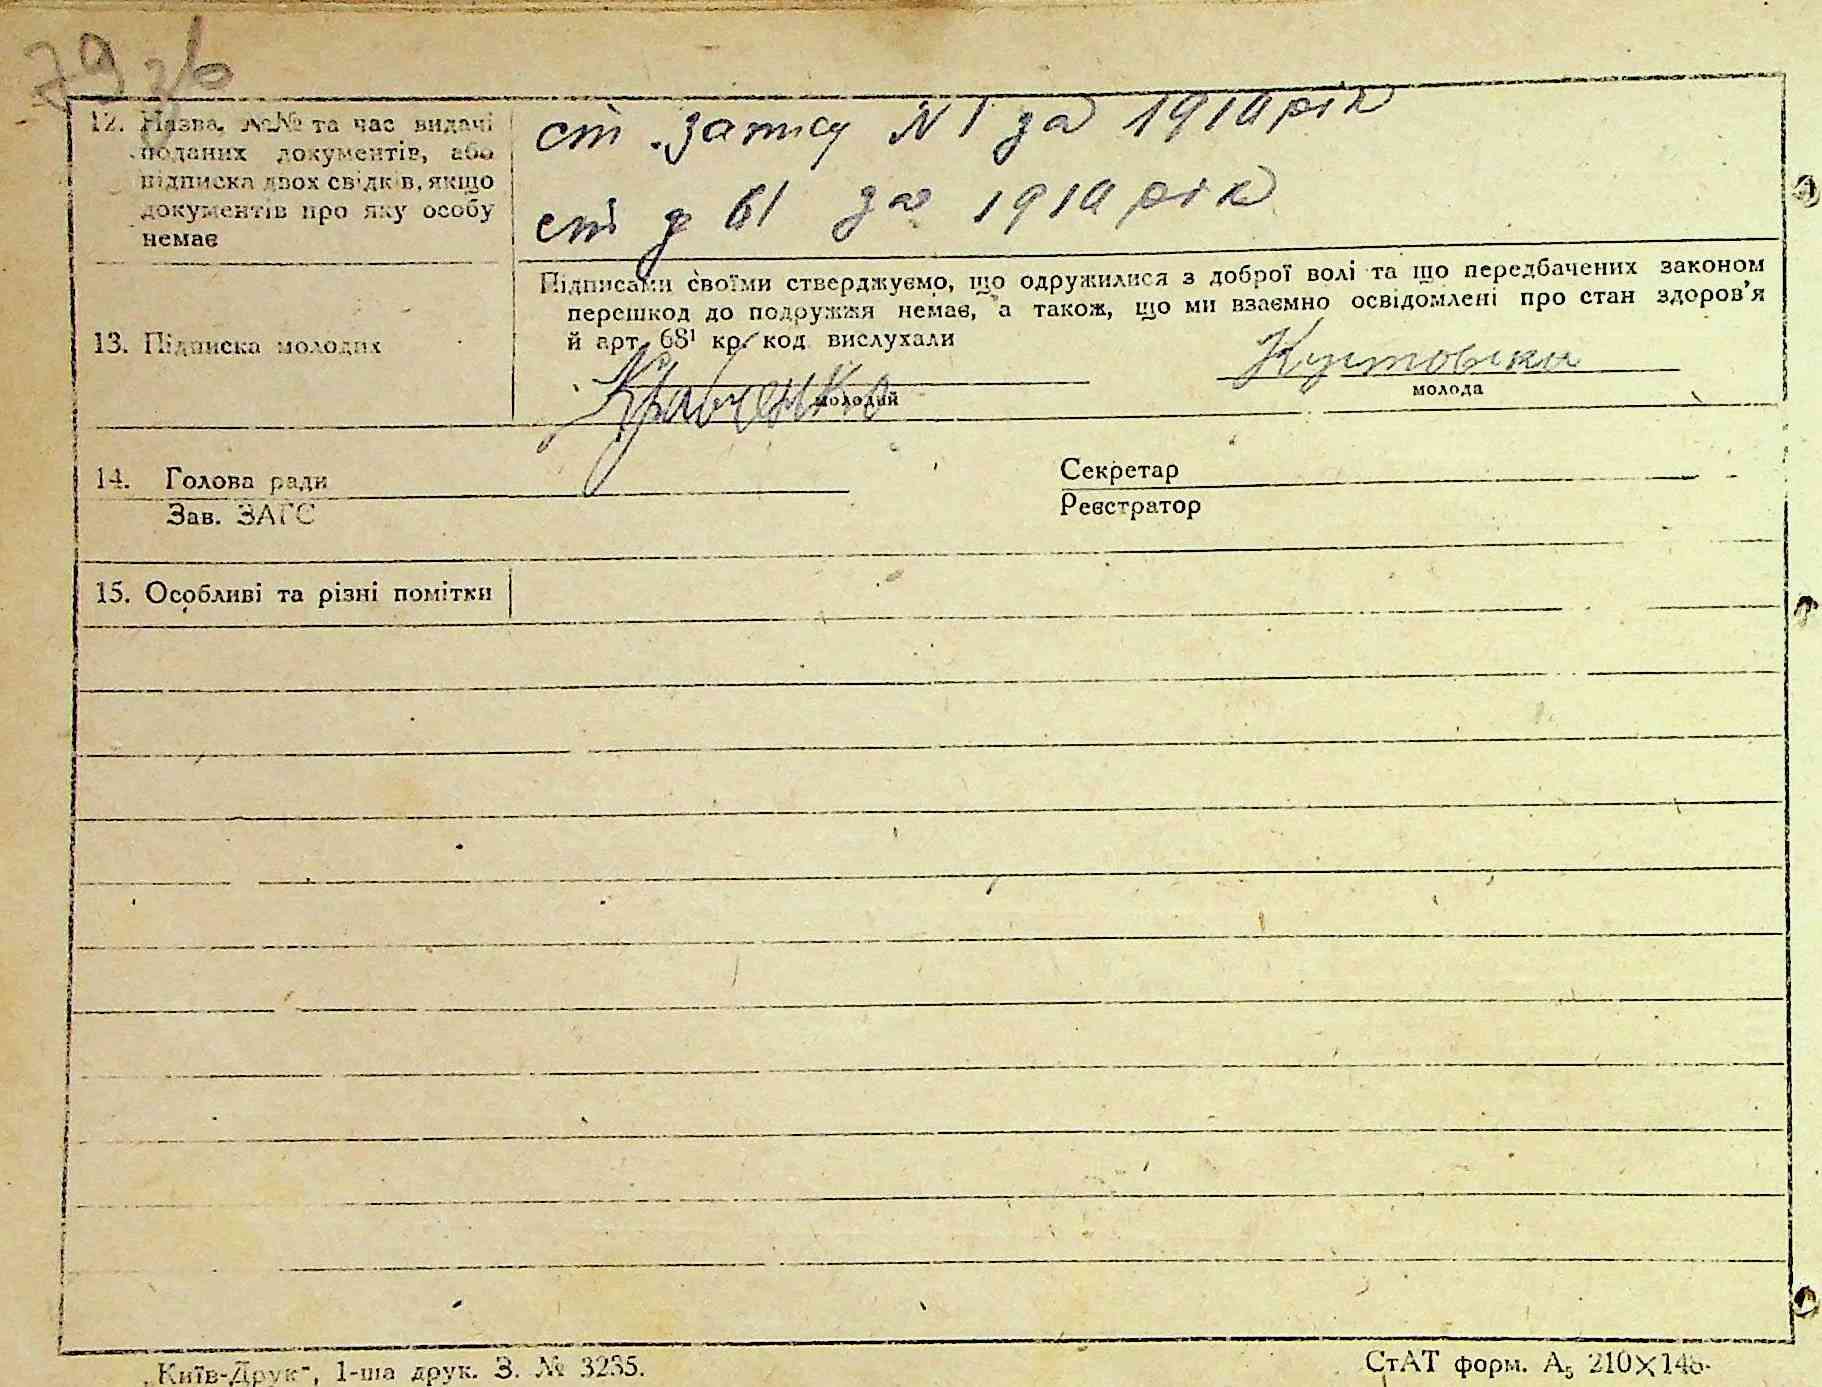 79 зв
12. Назва, №№ та час видачі
поданих документів, або
підписка двох свідків, якщо
документів про яку особу
немає
ст. запису N 1 за 1910 рік
ст 61 за 1910 рік
13. Підписка молодих
Підписами своїми стверджуємо, що одружилися з доброї волі та що передбачених законом
перешкод до подружжя немає, а також, що ми взаємно освідомлені про стан здоров'я
й арт. 68¹ кр. код. вислухали
Кравченко
молодий
Кутовска
молода
14. Голова ради
Зав. ЗАГС
Секретар
Реєстратор
15. Особливі та різні помітки
„Київ-Друк", 1-ша друк. З. № 3235.
СтАТ форм. А₅ 210×148.